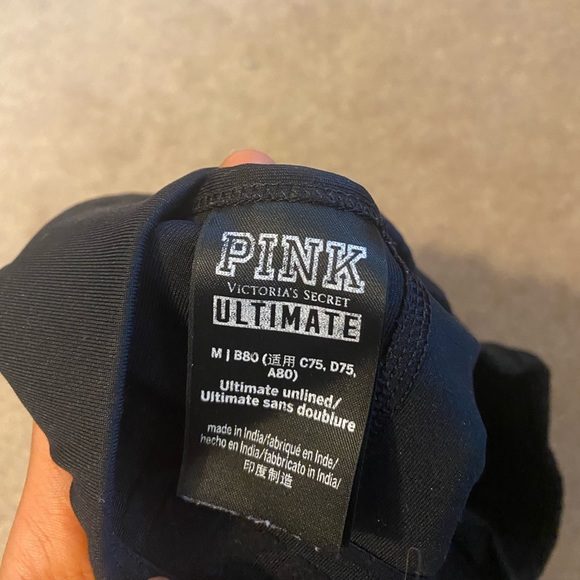 PINK
VICTORIA'S SECRET
ULTIMATE
M | B80 (适用 C75, D75,
A80)
Ultimate unlined/
Ultimate sans doublure
made in India/fabriqué en Inde/
hecho en India/fabbricato in India/
印度制造